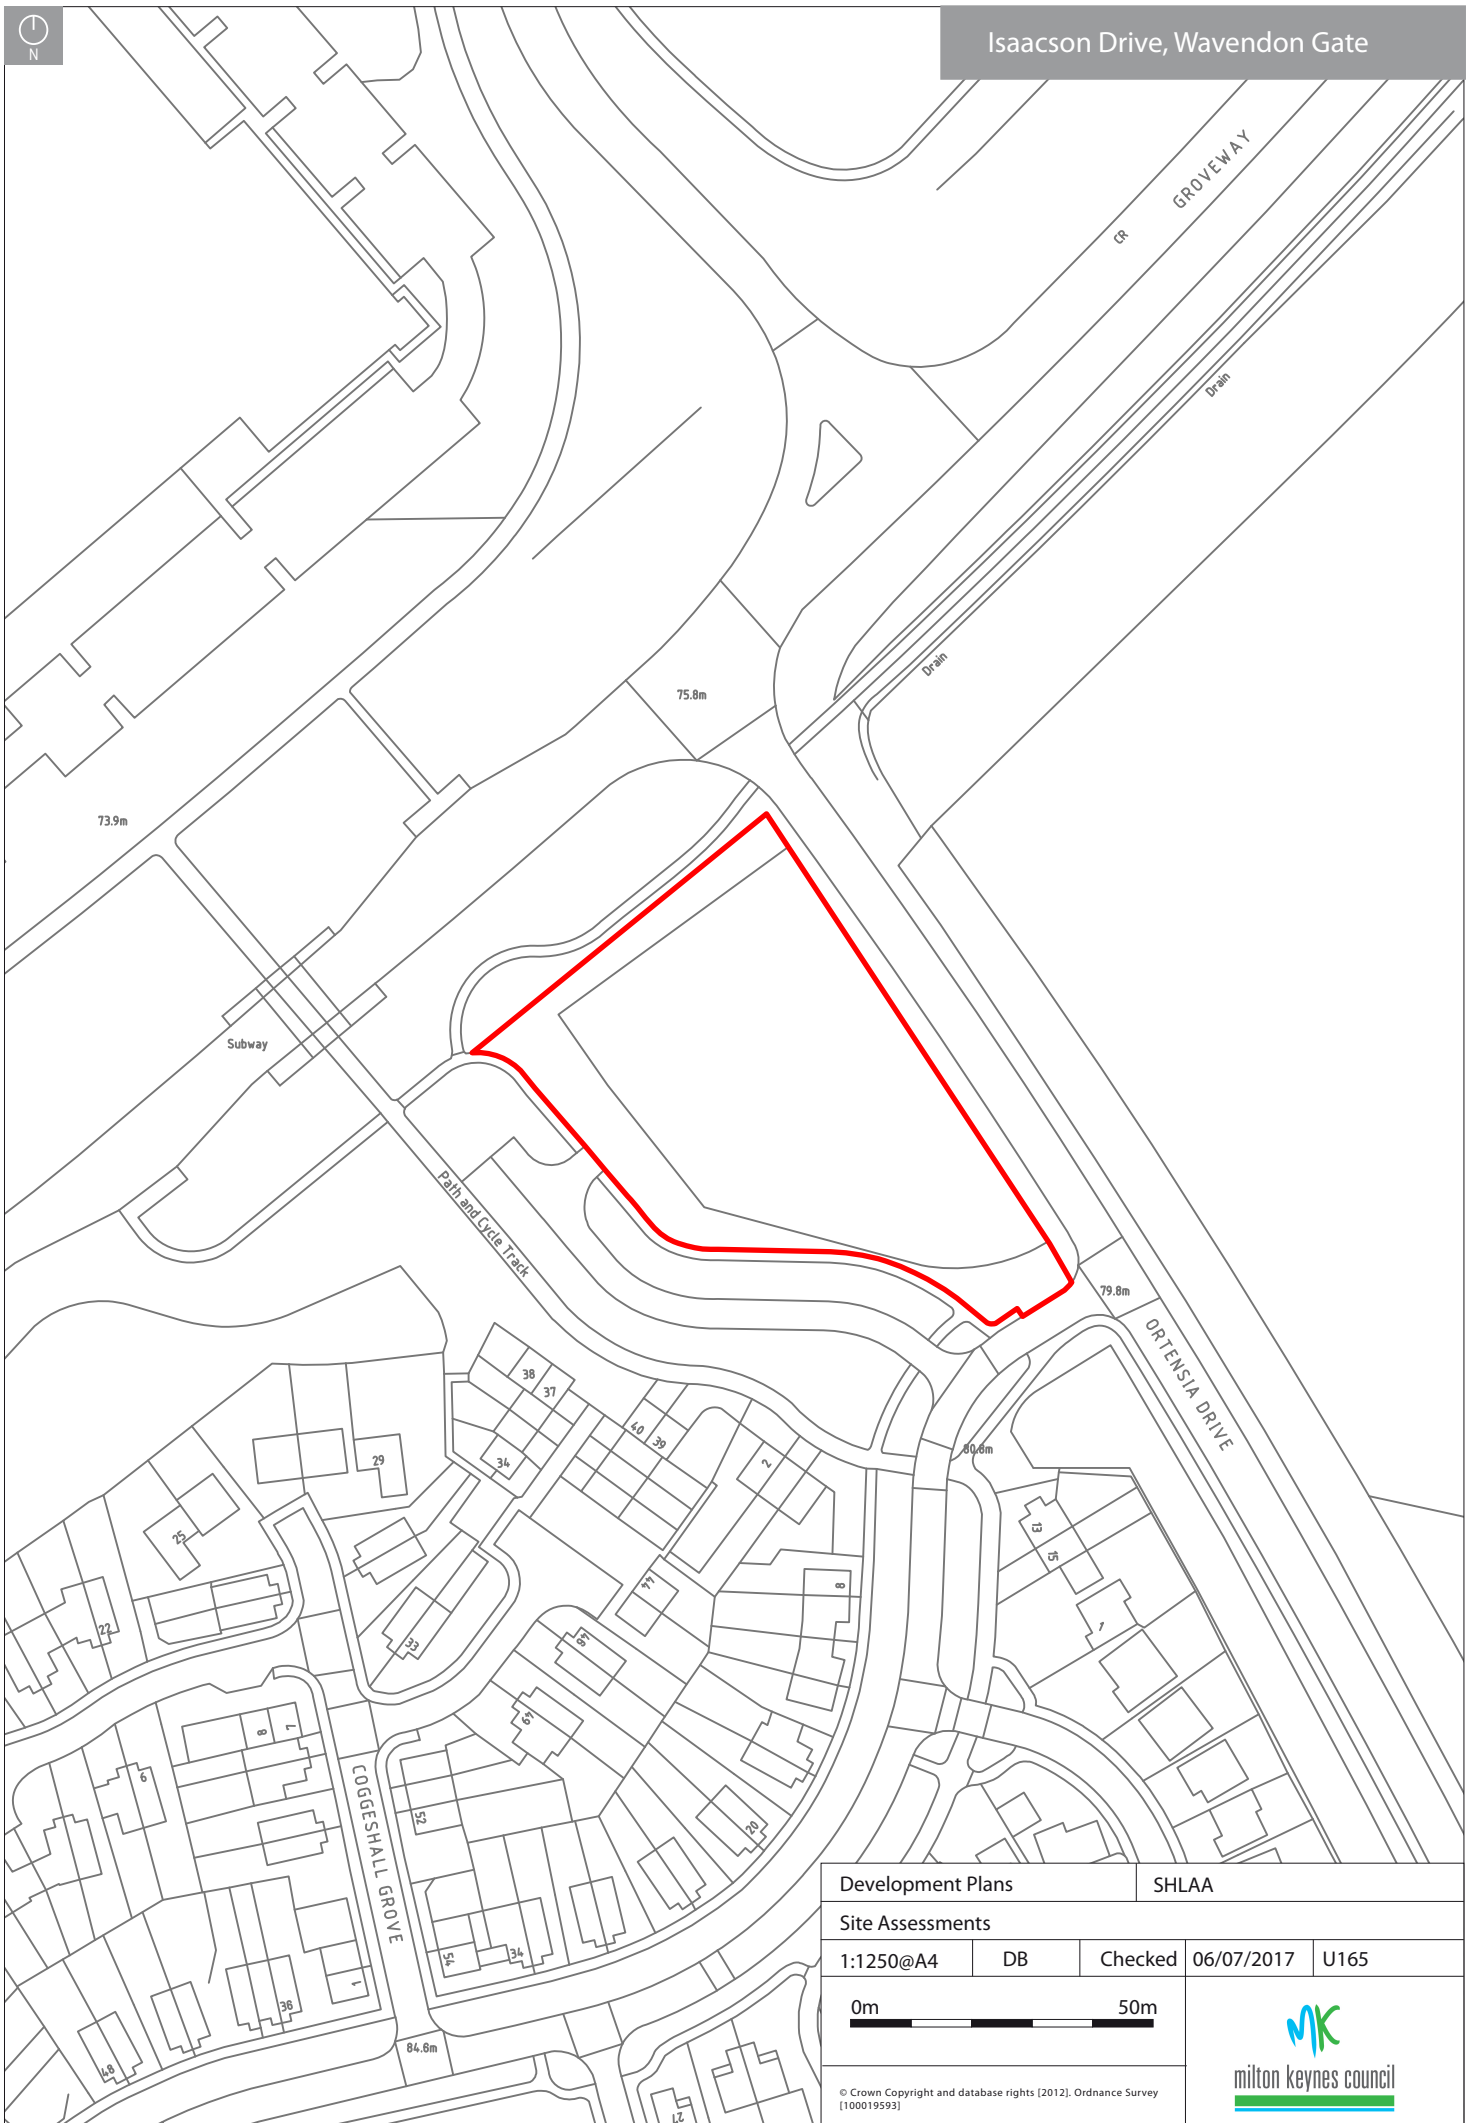 N
Isaacson Drive, Wavendon Gate
GROVEWAY
CR
Drain
Drain
75.8m
73.9m
Subway
Path and Cycle Track
79.8m
ORTENSIA DRIVE
80.8m
38
37
40
39
34
29
2
25
13
15
44
8
1
22
33
48
49
8
7
6
COGGESHALL GROVE
52
20
54
34
1
36
48
84.6m
27
Development Plans
SHLAA
Site Assessments
1:1250@A4
DB
Checked
06/07/2017
U165
0m
50m
milton keynes council
© Crown Copyright and database rights [2012]. Ordnance Survey
[100019593]